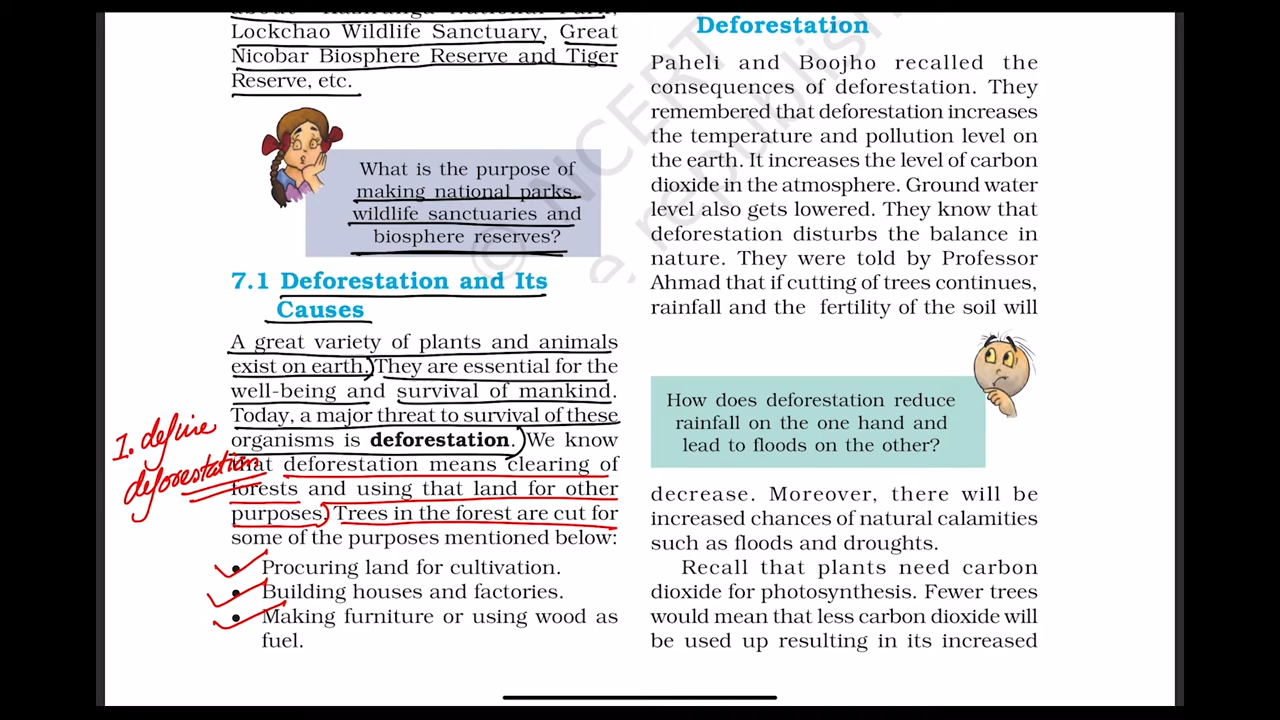 about Kaziranga National Park,
Lockchao Wildlife Sanctuary, Great
Nicobar Biosphere Reserve and Tiger
Reserve, etc.
What is the purpose of
making national parks,
wildlife sanctuaries and
biosphere reserves?
7.1 Deforestation and Its
Causes
A great variety of plants and animals
exist on earth. They are essential for the
well-being and survival of mankind.
Today, a major threat to survival of these
organisms is deforestation. We know
that deforestation means clearing of
forests and using that land for other
purposes. Trees in the forest are cut for
some of the purposes mentioned below:
• Procuring land for cultivation.
• Building houses and factories.
• Making furniture or using wood as
fuel.
1. define
deforestation
Deforestation
Paheli and Boojho recalled the
consequences of deforestation. They
remembered that deforestation increases
the temperature and pollution level on
the earth. It increases the level of carbon
dioxide in the atmosphere. Ground water
level also gets lowered. They know that
deforestation disturbs the balance in
nature. They were told by Professor
Ahmad that if cutting of trees continues,
rainfall and the fertility of the soil will
How does deforestation reduce
rainfall on the one hand and
lead to floods on the other?
decrease. Moreover, there will be
increased chances of natural calamities
such as floods and droughts.
Recall that plants need carbon
dioxide for photosynthesis. Fewer trees
would mean that less carbon dioxide will
be used up resulting in its increased
© NCERT
republish